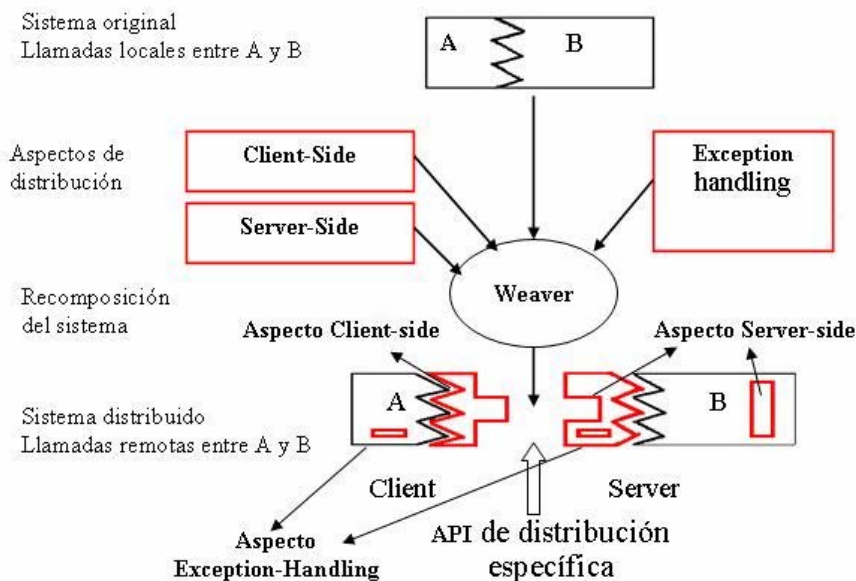 Sistema original
Llamadas locales entre A y B
A
B
Aspectos de
distribución
Client-Side
Server-Side
Exception
handling
Weaver
Recomposición
del sistema
Aspecto Client-side
Aspecto Server-side
Sistema distribuido
Llamadas remotas entre A y B
A
B
Client
Server
Aspecto
Exception-Handling
API de distribución
específica